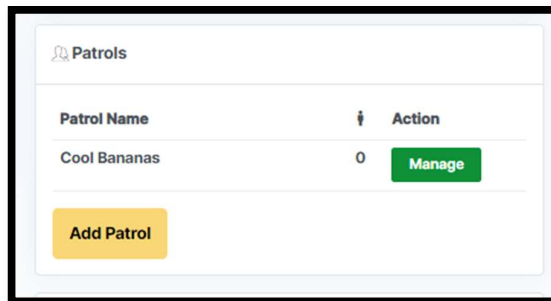 Patrols
Patrol Name Action
Cool Bananas 0 Manage
Add Patrol